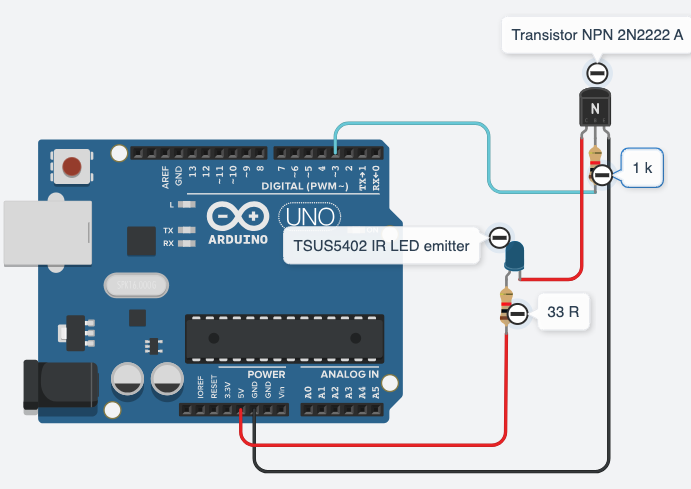 Transistor NPN 2N2222 A
N
1 k
AREF
GND
13
12
~11
~10
~9
8
7
~6
~5
4
~3
2
TX→1
RX←0
DIGITAL (PWM~)
L
TX
RX
UNO
ARDUINO
TSUS5402 IR LED emitter
33 R
POWER
ANALOG IN
IOREF
RESET
3.3V
5V
GND
GND
Vin
A0
A1
A2
A3
A4
A5